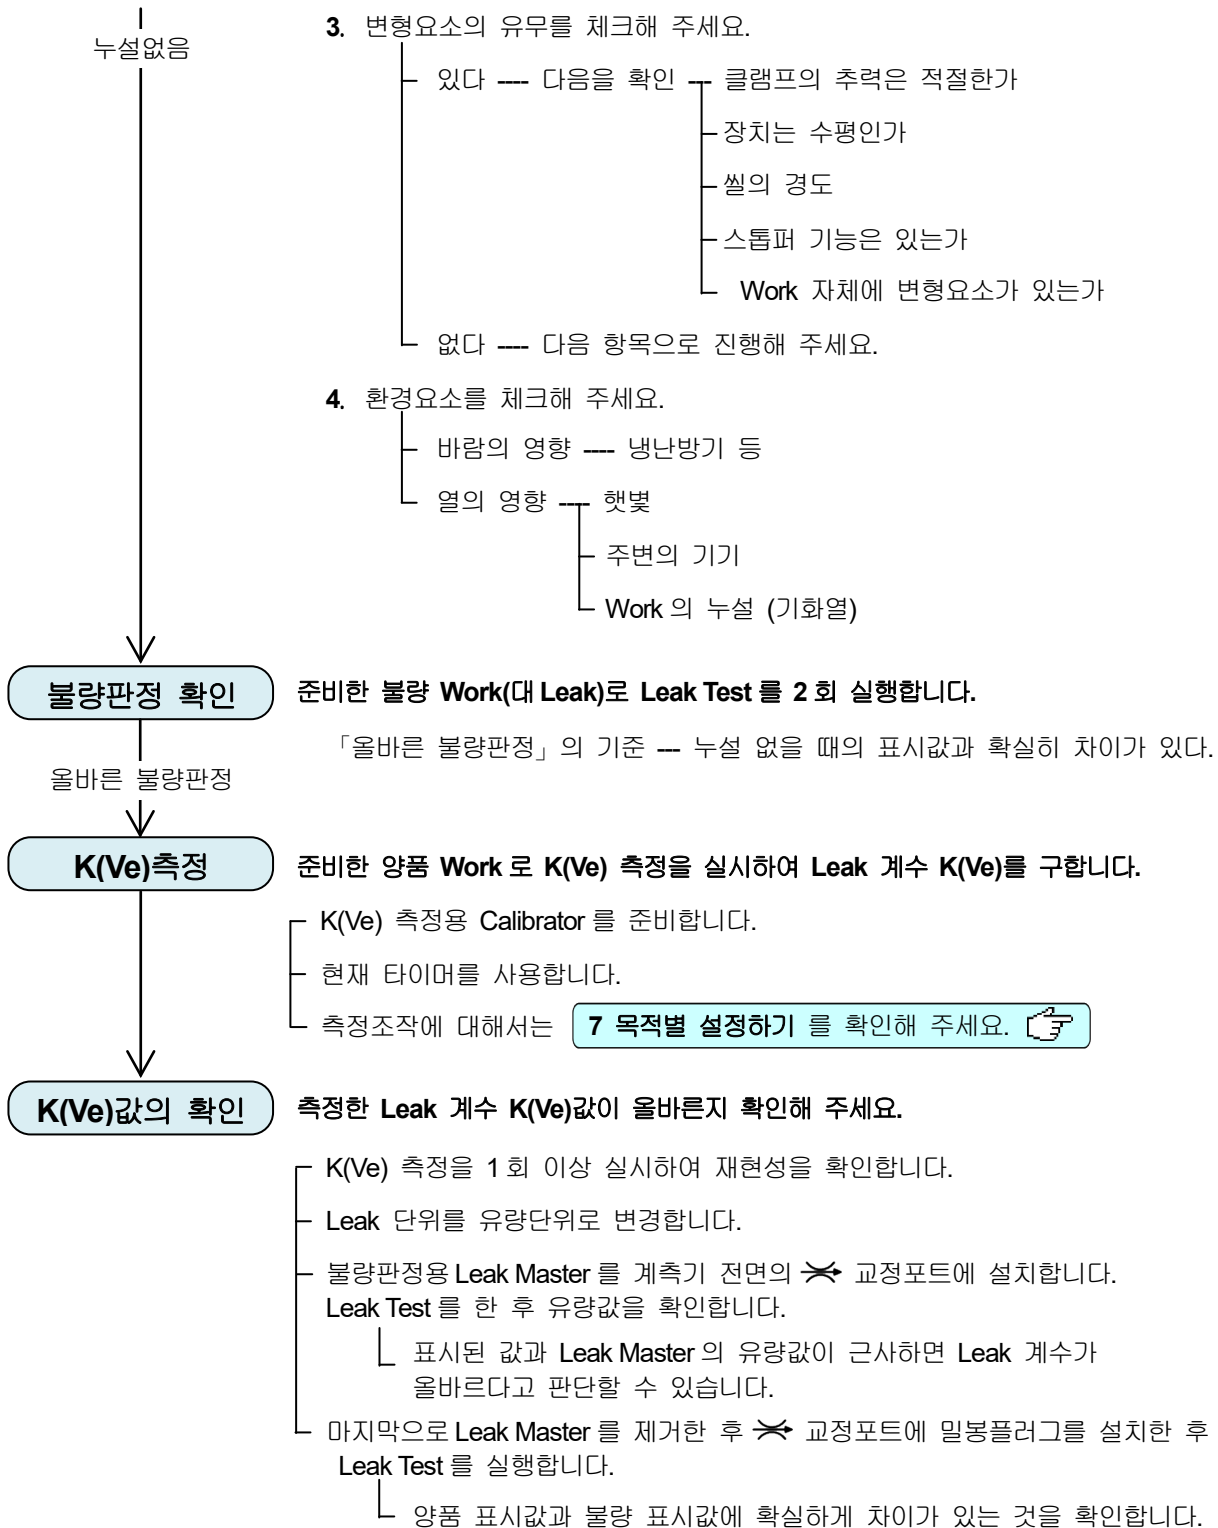 누설없음
3. 변형요소의 유무를 체크해 주세요.
있다 ---- 다음을 확인 --- 클램프의 추력은 적절한가
장치는 수평인가
씰의 경도
스톱퍼 기능은 있는가
Work 자체에 변형요소가 있는가
없다 ---- 다음 항목으로 진행해 주세요.
4. 환경요소를 체크해 주세요.
바람의 영향 ---- 냉난방기 등
열의 영향 ---- 햇볓
주변의 기기
Work 의 누설 (기화열)
불량판정 확인
준비한 불량 Work(대 Leak)로 Leak Test 를 2 회 실행합니다.
「올바른 불량판정」의 기준 --- 누설 없을 때의 표시값과 확실히 차이가 있다.
올바른 불량판정
K(Ve)측정
준비한 양품 Work 로 K(Ve) 측정을 실시하여 Leak 계수 K(Ve)를 구합니다.
K(Ve) 측정용 Calibrator 를 준비합니다.
현재 타이머를 사용합니다.
측정조작에 대해서는 7 목적별 설정하기 를 확인해 주세요.
K(Ve)값의 확인
측정한 Leak 계수 K(Ve)값이 올바른지 확인해 주세요.
K(Ve) 측정을 1 회 이상 실시하여 재현성을 확인합니다.
Leak 단위를 유량단위로 변경합니다.
불량판정용 Leak Master 를 계측기 전면의 교정포트에 설치합니다.
Leak Test 를 한 후 유량값을 확인합니다.
표시된 값과 Leak Master 의 유량값이 근사하면 Leak 계수가
올바르다고 판단할 수 있습니다.
마지막으로 Leak Master 를 제거한 후 교정포트에 밀봉플러그를 설치한 후
Leak Test 를 실행합니다.
양품 표시값과 불량 표시값에 확실하게 차이가 있는 것을 확인합니다.